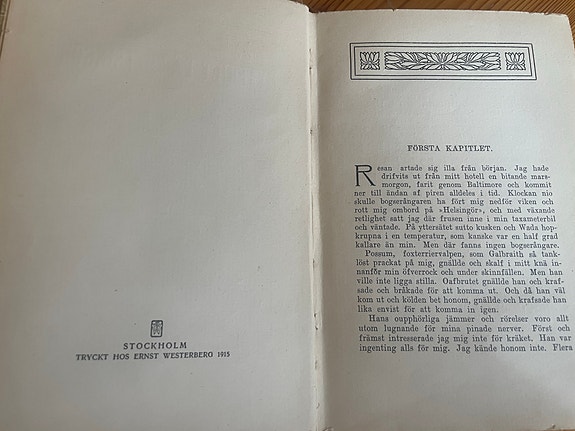 STOCKHOLM
TRYCKT HOS ERNST WESTERBERG 1915
FÖRSTA KAPITLET.
Resan artade sig illa från början. Jag hade
drifvits ut från mitt hotell en bitande mars-
morgon, farit genom Baltimore och kommit
ner till ändan af piren alldeles i tid. Klockan nio
skulle bogserångaren ha fört mig nedför viken och
rott mig ombord på »Helsingör», och med växande
retlighet satt jag där frusen inne i min taxameterbil
och väntade. På yttersätet sutto kusken och Wada hop-
krupna i en temperatur, som kanske var en half grad
kallare än min. Men där fanns ingen bogserångare.
Possum, foxterriervalpen, som Galbraith så tank-
löst prackat på mig, gnällde och skalf i mitt knä in-
nanför min öfverrock och under skinnfällen. Men han
ville inte ligga stilla. Oafbrutet gnällde han och kraf-
sade och bråkade för att komma ut. Och då han väl
kom ut och kölden bet honom, gnällde och krafsade han
lika envist för att komma in igen.
Hans oupphörliga jämmer och rörelser voro allt
utom lugnande för mina pinade nerver. Först och
främst intresserade jag mig inte för kräket. Han var
ingenting alls för mig. Jag kände honom inte. Flera